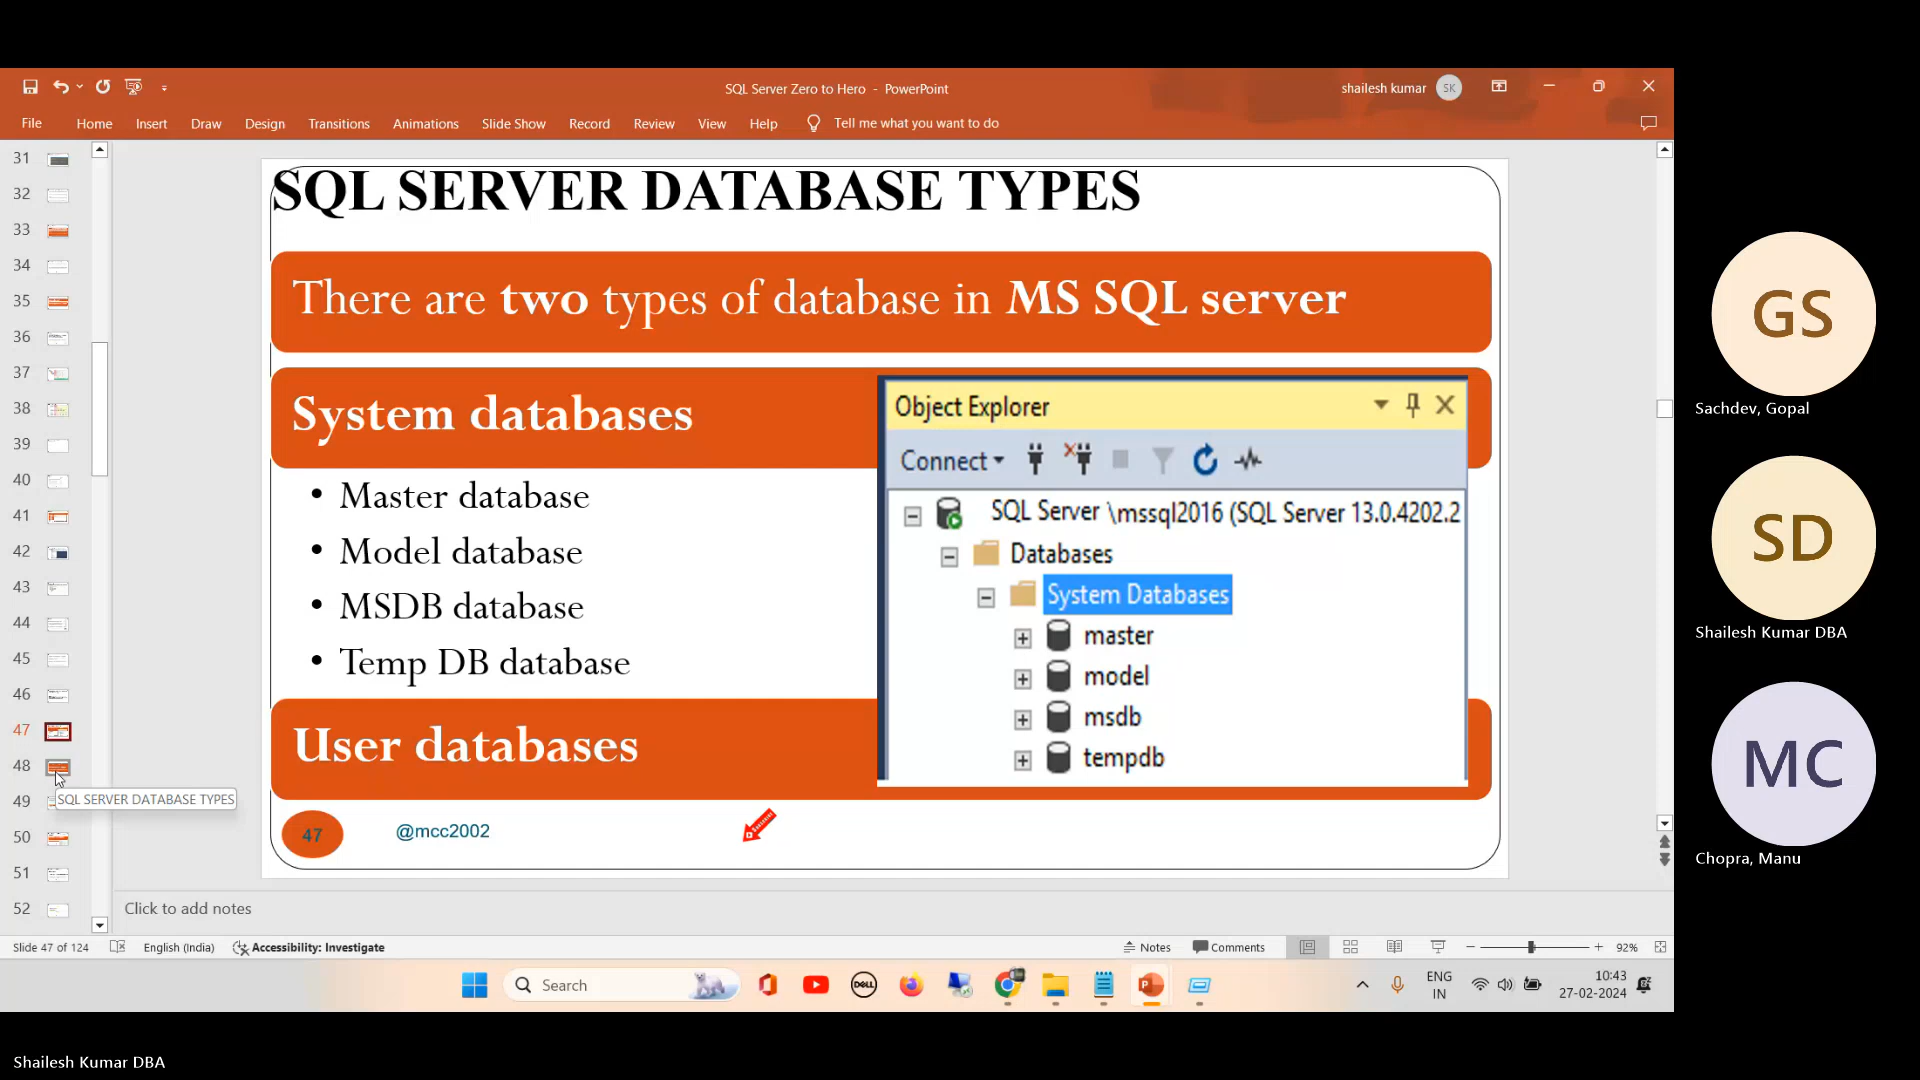 SQL Server Zero to Hero - PowerPoint
shailesh kumar
SK
File
Home
Insert
Draw
Design
Transitions
Animations
Slide Show
Record
Review
View
Help
Tell me what you want to do
31
32
33
34
35
36
37
38
39
40
41
42
43
44
45
46
47
48
49
50
51
52
SQL SERVER DATABASE TYPES
SQL SERVER DATABASE TYPES
There are two types of database in MS SQL server
System databases
• Master database
• Model database
• MSDB database
• Temp DB database
User databases
Object Explorer
Connect
SQL Server \mssql2016 (SQL Server 13.0.4202.2
Databases
System Databases
master
model
msdb
tempdb
47
@mcc2002
Click to add notes
Slide 47 of 124
English (India)
Accessibility: Investigate
Notes
Comments
92%
Search
DELL
ENG
IN
10:43
27-02-2024
GS
Sachdev, Gopal
SD
Shailesh Kumar DBA
MC
Chopra, Manu
Shailesh Kumar DBA